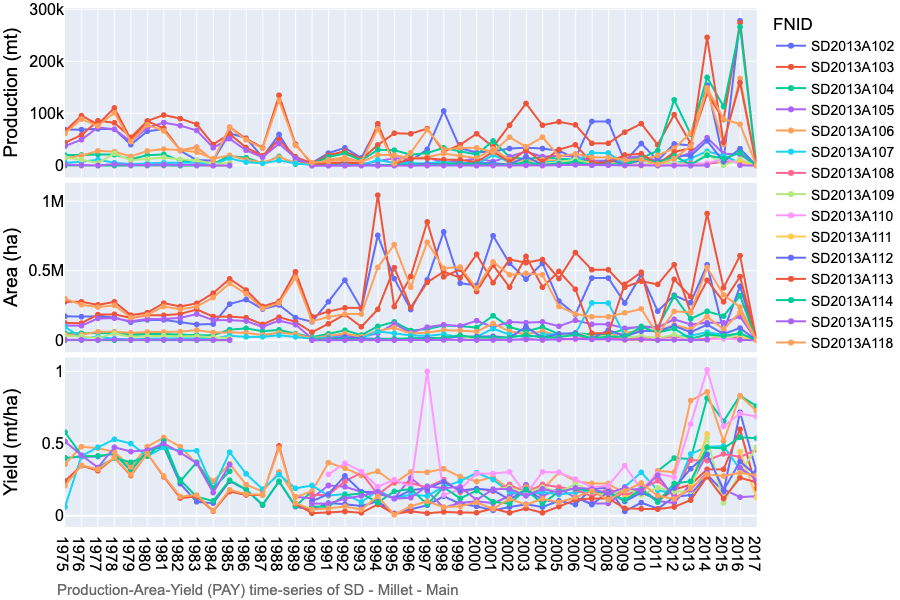 Production (mt)
300k
200k
100k
0
Area (ha)
1M
0.5M
0
Yield (mt/ha)
1
0.5
0
1975 1976 1977 1978 1979 1980 1981 1982 1983 1984 1985 1986 1987 1988 1989 1990 1991 1992 1993 1994 1995 1996 1997 1998 1999 2000 2001 2002 2003 2004 2005 2006 2007 2008 2009 2010 2011 2012 2013 2014 2015 2016 2017
Production-Area-Yield (PAY) time-series of SD - Millet - Main
FNID
SD2013A102
SD2013A103
SD2013A104
SD2013A105
SD2013A106
SD2013A107
SD2013A108
SD2013A109
SD2013A110
SD2013A111
SD2013A112
SD2013A113
SD2013A114
SD2013A115
SD2013A118